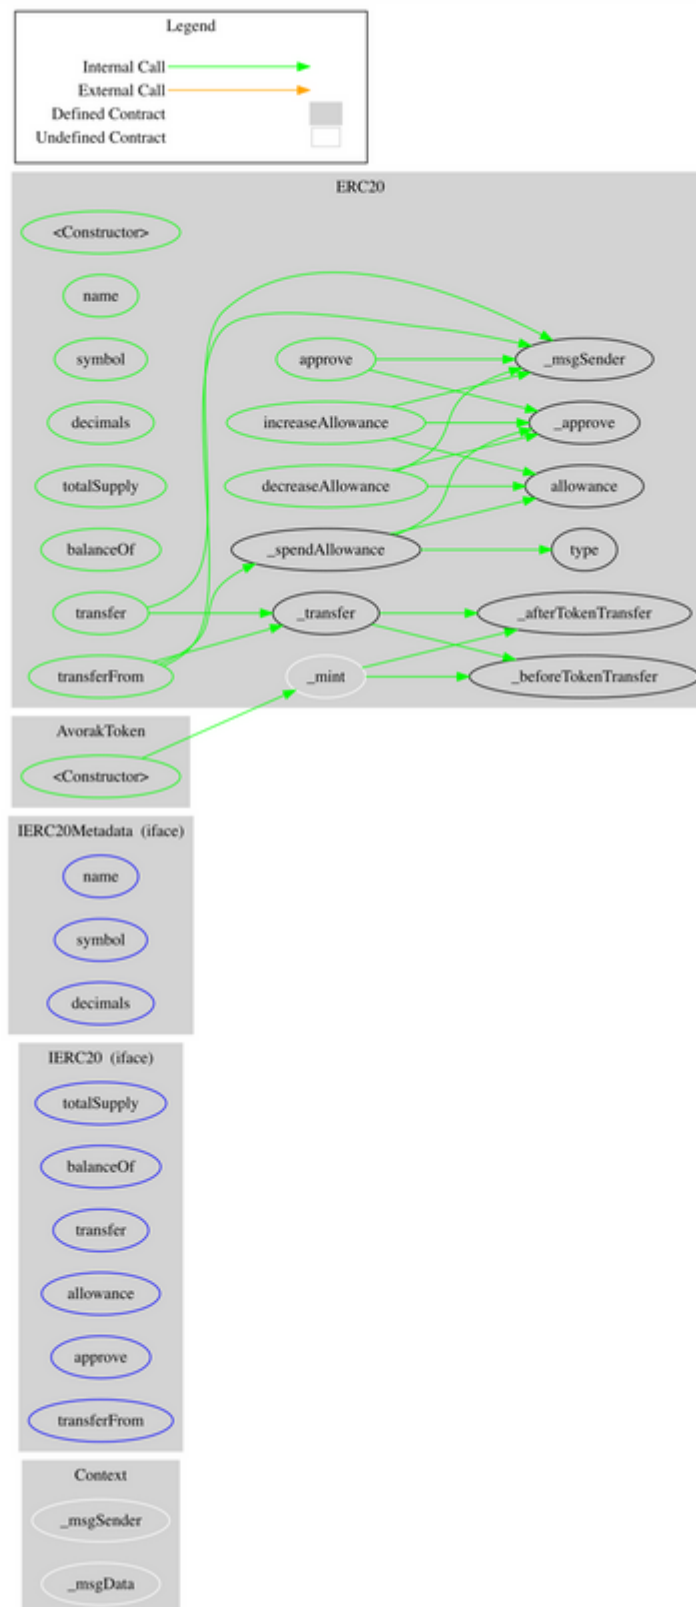 Legend
Internal Call
External Call
Defined Contract
Undefined Contract
ERC20
<Constructor>
name
symbol approve _msgSender
decimals increaseAllowance _approve
totalSupply decreaseAllowance allowance
balanceOf _spendAllowance type
transfer _transfer _afterTokenTransfer
transferFrom _mint _beforeTokenTransfer
AvorakToken
<Constructor>
IERC20Metadata (iface)
name
symbol
decimals
IERC20 (iface)
totalSupply
balanceOf
transfer
allowance
approve
transferFrom
Context
_msgSender
_msgData